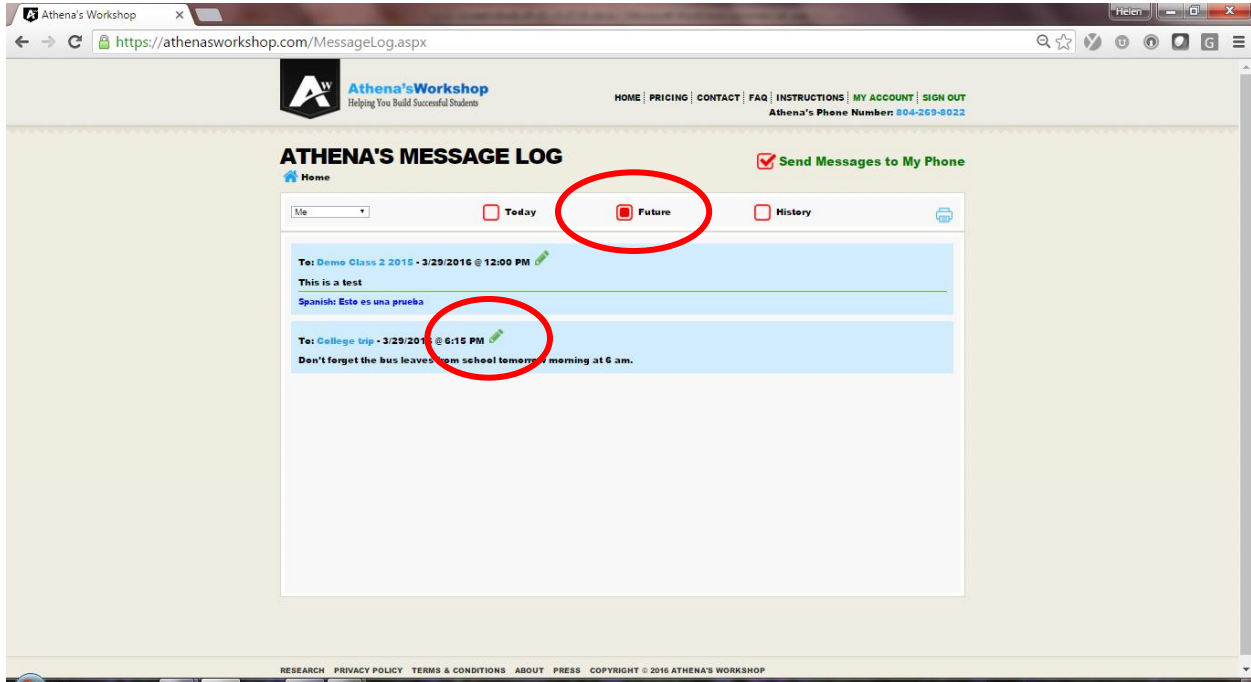 Athena's Workshop
Helen
https://athenasworkshop.com/MessageLog.aspx
Athena'sWorkshop
Helping You Build Successful Students
HOME PRICING CONTACT FAQ INSTRUCTIONS MY ACCOUNT SIGN OUT
Athena's Phone Number: 804-269-8022
ATHENA'S MESSAGE LOG
Send Messages to My Phone
Home
Me Today Future History
To: Demo Class 2 2015 - 3/29/2016 @ 12:00 PM
This is a test
Spanish: Esto es una prueba
To: College trip - 3/29/2016 @ 6:15 PM
Don't forget the bus leaves from school tomorrow morning at 6 am.
RESEARCH PRIVACY POLICY TERMS & CONDITIONS ABOUT PRESS COPYRIGHT © 2016 ATHENA'S WORKSHOP